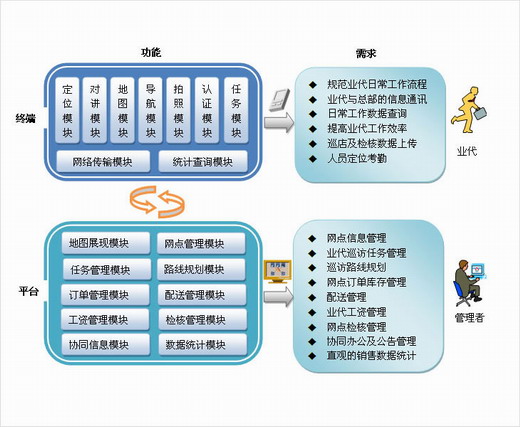 功能
需求
终端
定位模块
对讲模块
地图模块
导航模块
拍照模块
认证模块
任务模块
网络传输模块
统计查询模块
规范业代日常工作流程
业代与总部的信息通讯
日常工作数据查询
提高业代工作效率
巡店及检核数据上传
人员定位考勤
业代
平台
地图展现模块
网点管理模块
任务管理模块
路线规划模块
订单管理模块
配送管理模块
工资管理模块
检核管理模块
协同信息模块
数据统计模块
网点信息管理
业代巡访任务管理
巡访路线规划
网点订单库存管理
配送管理
业代工资管理
网点检核管理
协同办公及公告管理
直观的销售数据统计
管理者